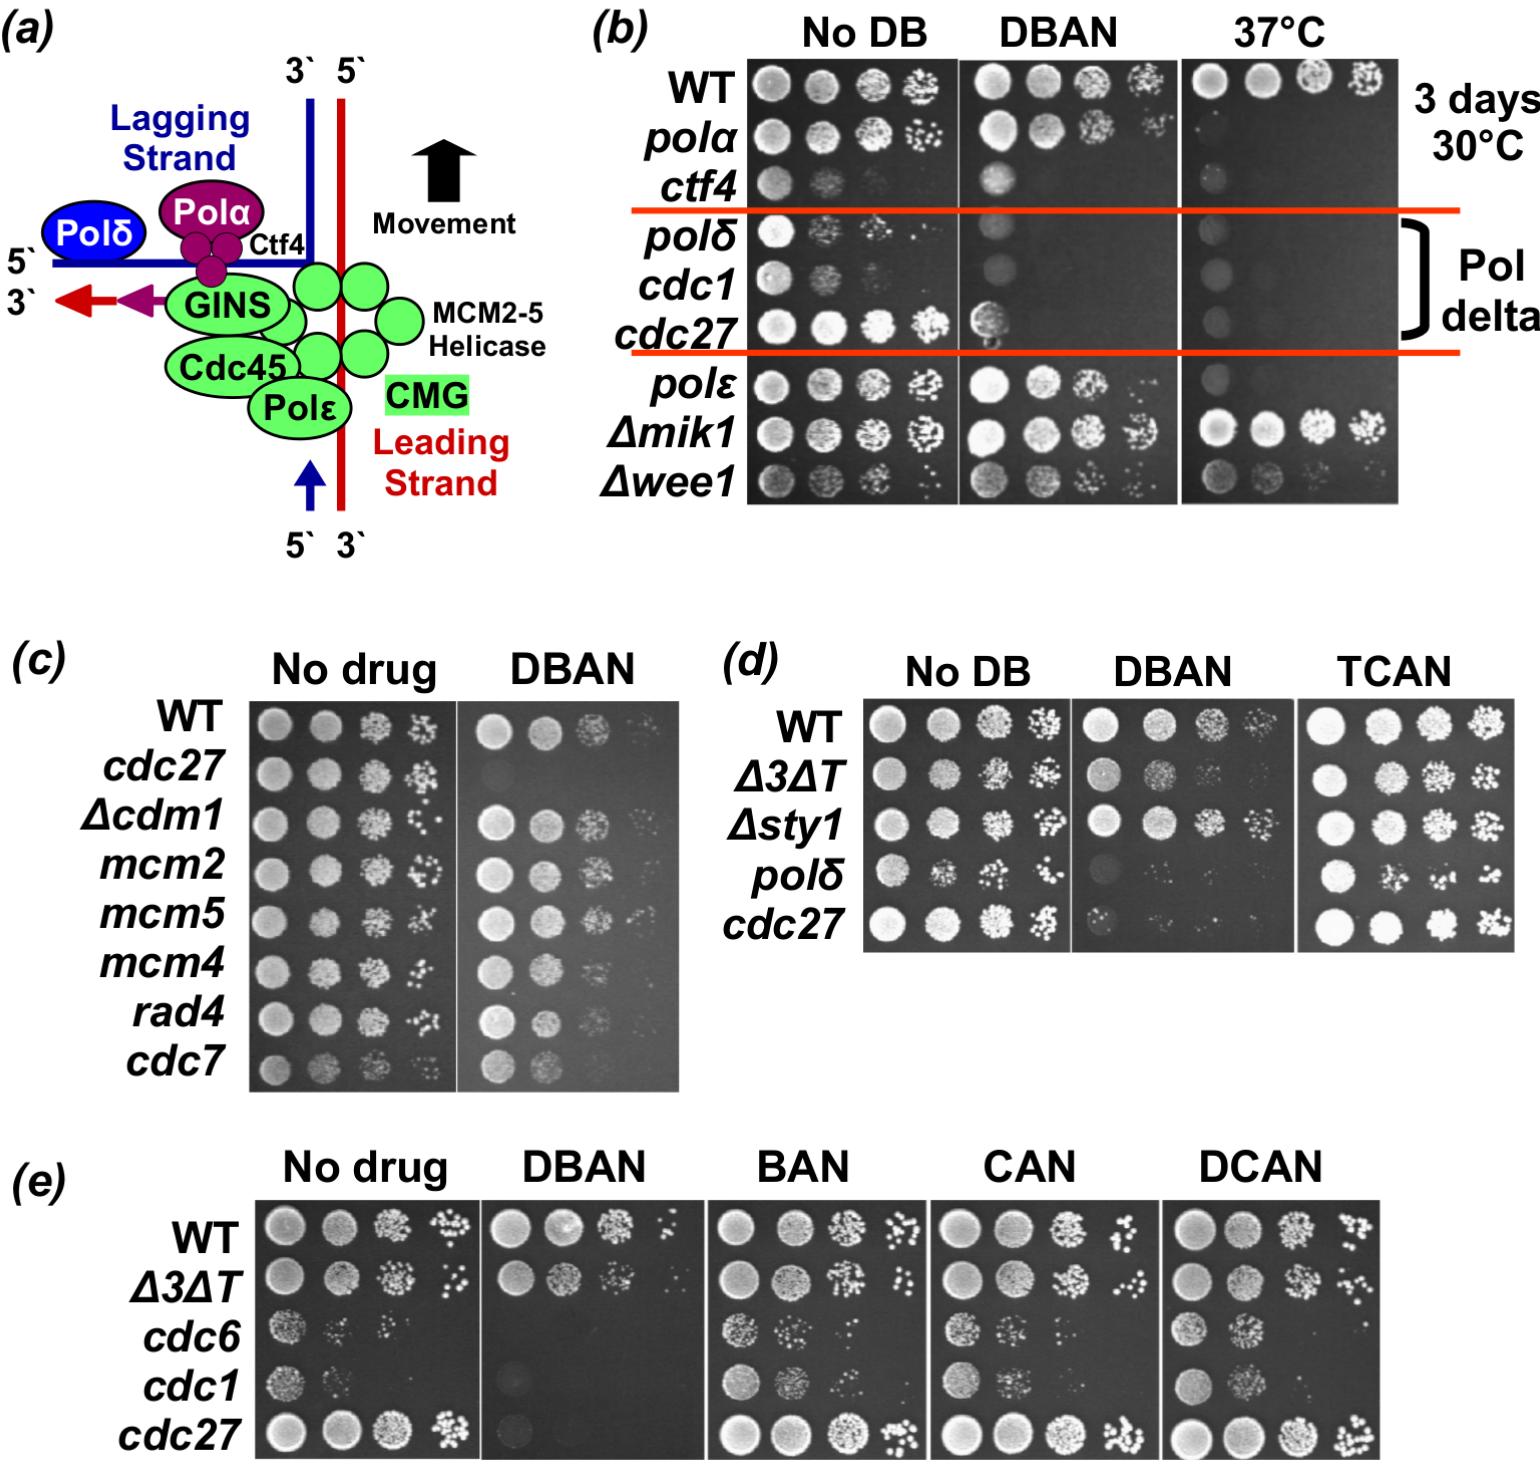 (a)
3` 5`
Lagging
Strand
Movement
Polα
Polδ
Ctf4
5`
3`
GINS
MCM2-5
Helicase
Cdc45
CMG
Polε
Leading
Strand
5` 3`
(b)
No DB DBAN 37°C
WT
polα
ctf4
polδ
cdc1
cdc27
polε
Δmik1
Δwee1
3 days
30°C
Pol
delta
(c)
No drug DBAN
WT
cdc27
Δcdm1
mcm2
mcm5
mcm4
rad4
cdc7
(d)
No DB DBAN TCAN
WT
Δ3ΔT
Δsty1
polδ
cdc27
(e)
No drug DBAN BAN CAN DCAN
WT
Δ3ΔT
cdc6
cdc1
cdc27